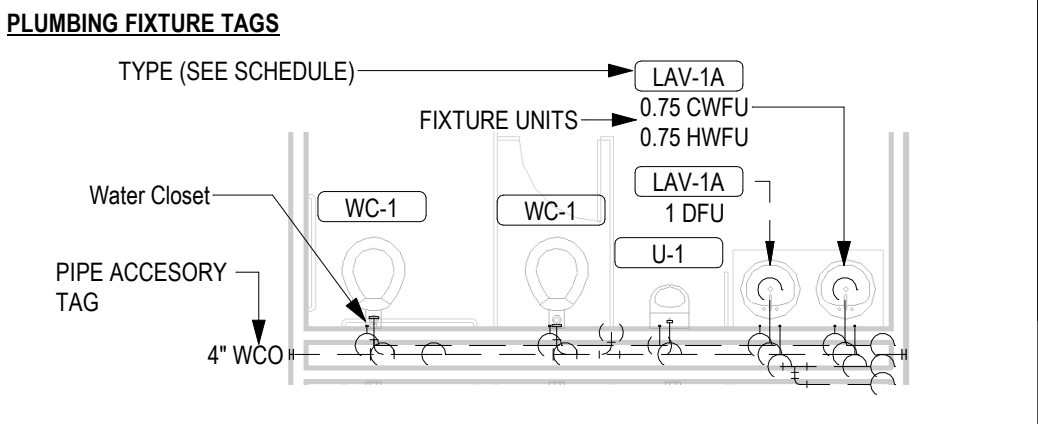 PLUMBING FIXTURE TAGS
TYPE (SEE SCHEDULE)
LAV-1A
FIXTURE UNITS
0.75 CWFU
0.75 HWFU
LAV-1A
1 DFU
Water Closet
WC-1
WC-1
U-1
PIPE ACCESORY
TAG
4" WCO